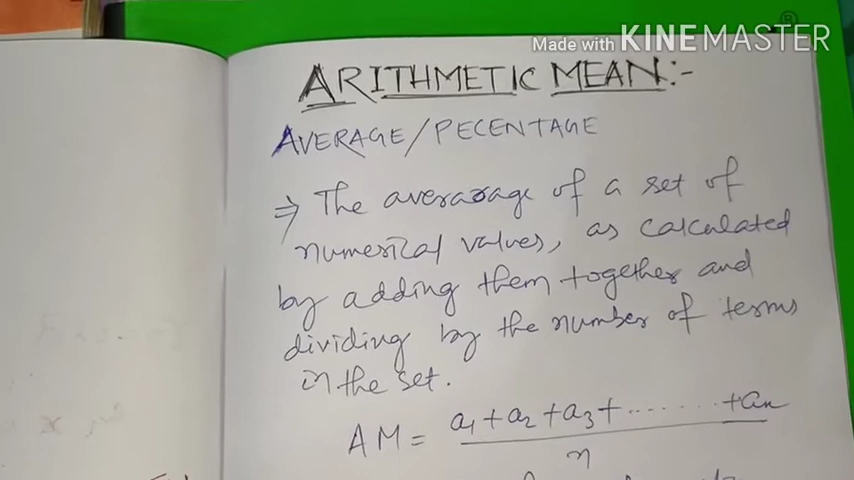 Made with KINEMASTER
ARITHMETIC MEAN:-
AVERAGE/PECENTAGE
⇒ The averarage of a set of
numerical values, as calculated
by adding them together and
dividing by the number of terms
in the set.
AM = a1 + a2 + a3 + ....... + an
n